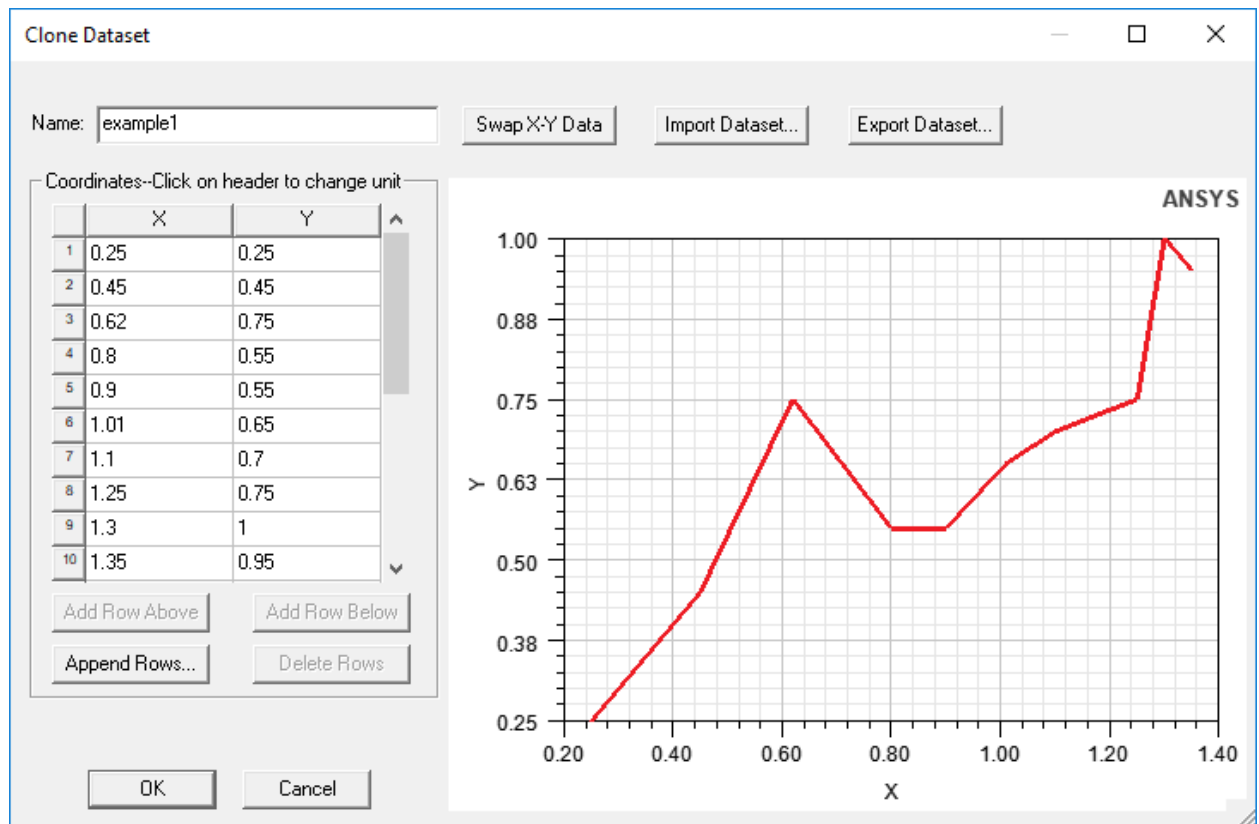 Clone Dataset
Name: example1 Swap X-Y Data Import Dataset... Export Dataset...
Coordinates--Click on header to change unit
X Y
1 0.25 0.25
2 0.45 0.45
3 0.62 0.75
4 0.8 0.55
5 0.9 0.55
6 1.01 0.65
7 1.1 0.7
8 1.25 0.75
9 1.3 1
10 1.35 0.95
Add Row Above Add Row Below
Append Rows... Delete Rows
OK Cancel
ANSYS
1.00
0.88
0.75
Y 0.63
0.50
0.38
0.25
0.20 0.40 0.60 0.80 1.00 1.20 1.40
X